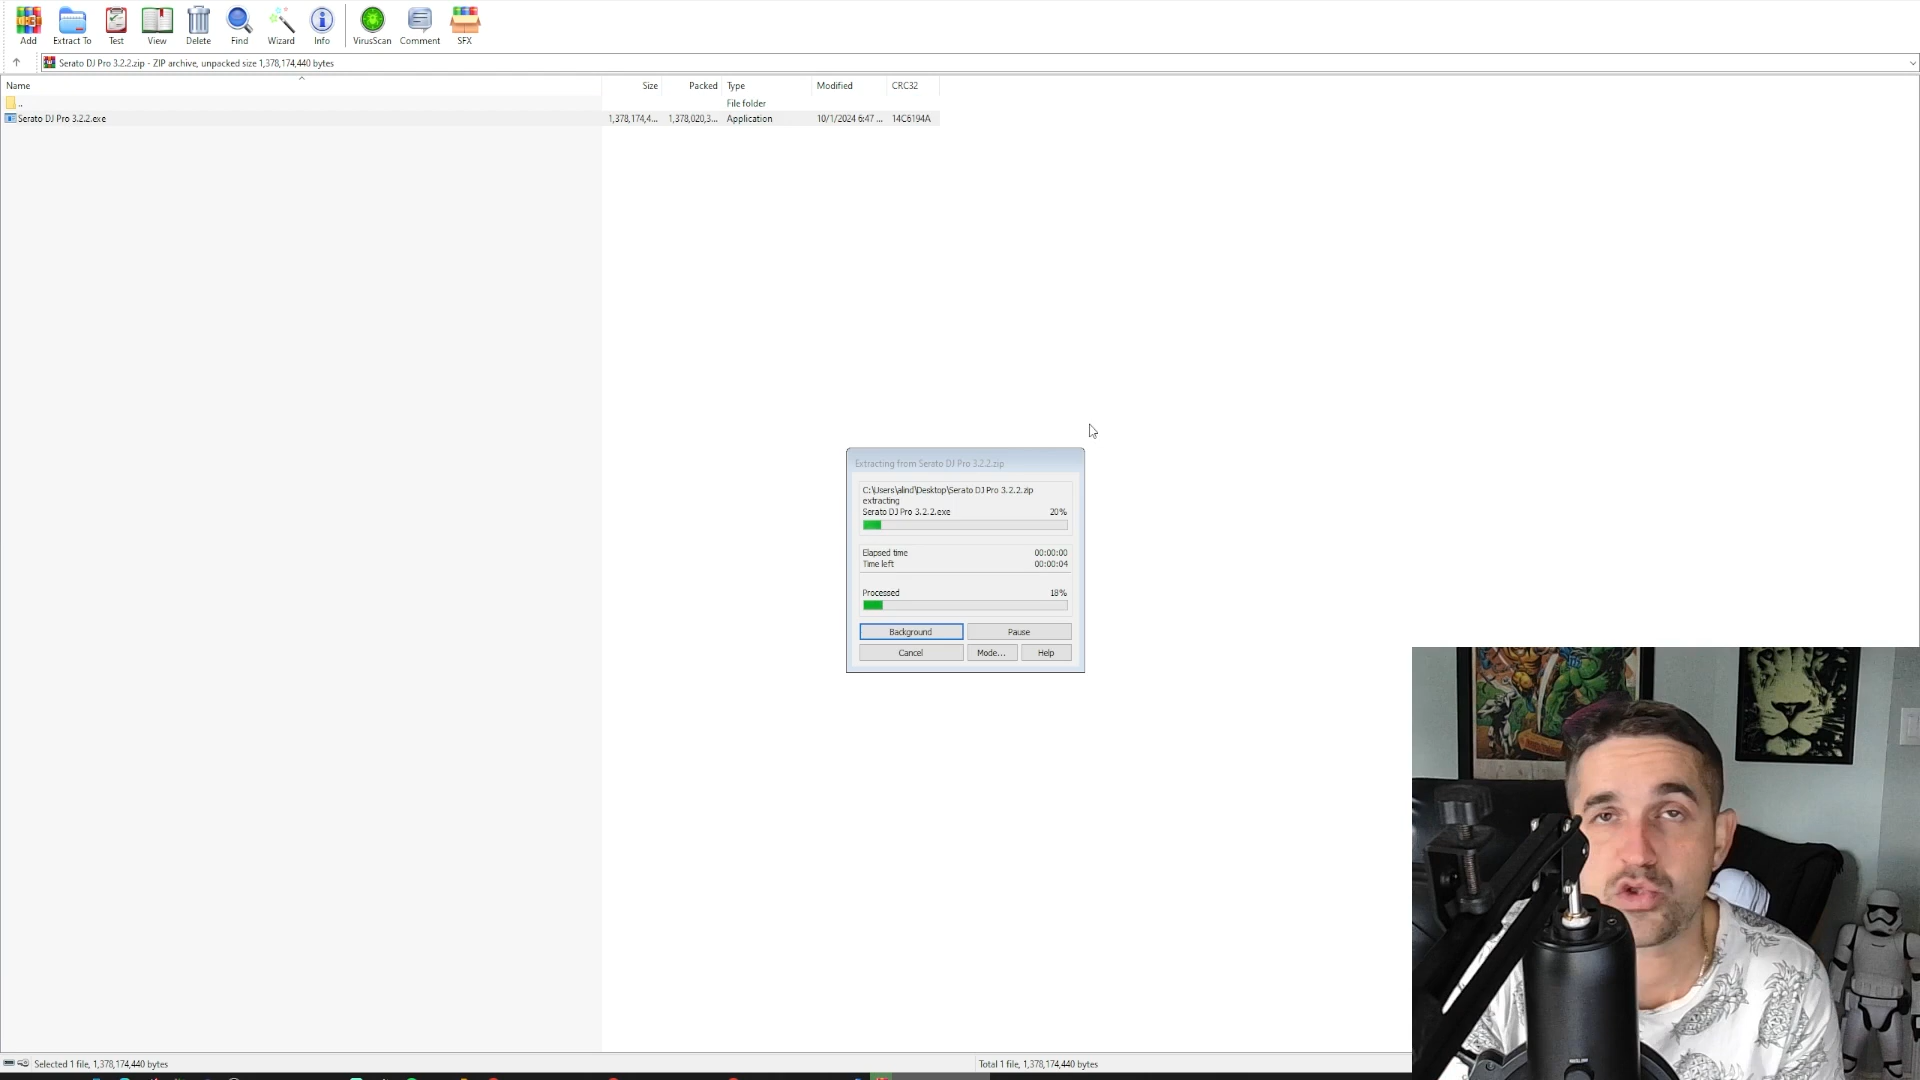 Add Extract To Test View Delete Find Wizard Info VirusScan Comment SFX
Serato DJ Pro 3.2.2.zip - ZIP archive, unpacked size 1,378,174,440 bytes
Name Size Packed Type Modified CRC32
.. File folder
Serato DJ Pro 3.2.2.exe 1,378,174,4... 1,378,020,3... Application 10/1/2024 6:47 ... 14C6194A
Extracting from Serato DJ Pro 3.2.2.zip
C:\Users\alind\Desktop\Serato DJ Pro 3.2.2.zip
extracting
Serato DJ Pro 3.2.2.exe 20%
Elapsed time 00:00:00
Time left 00:00:04
Processed 18%
Background Pause
Cancel Mode... Help
Selected 1 file, 1,378,174,440 bytes Total 1 file, 1,378,174,440 bytes